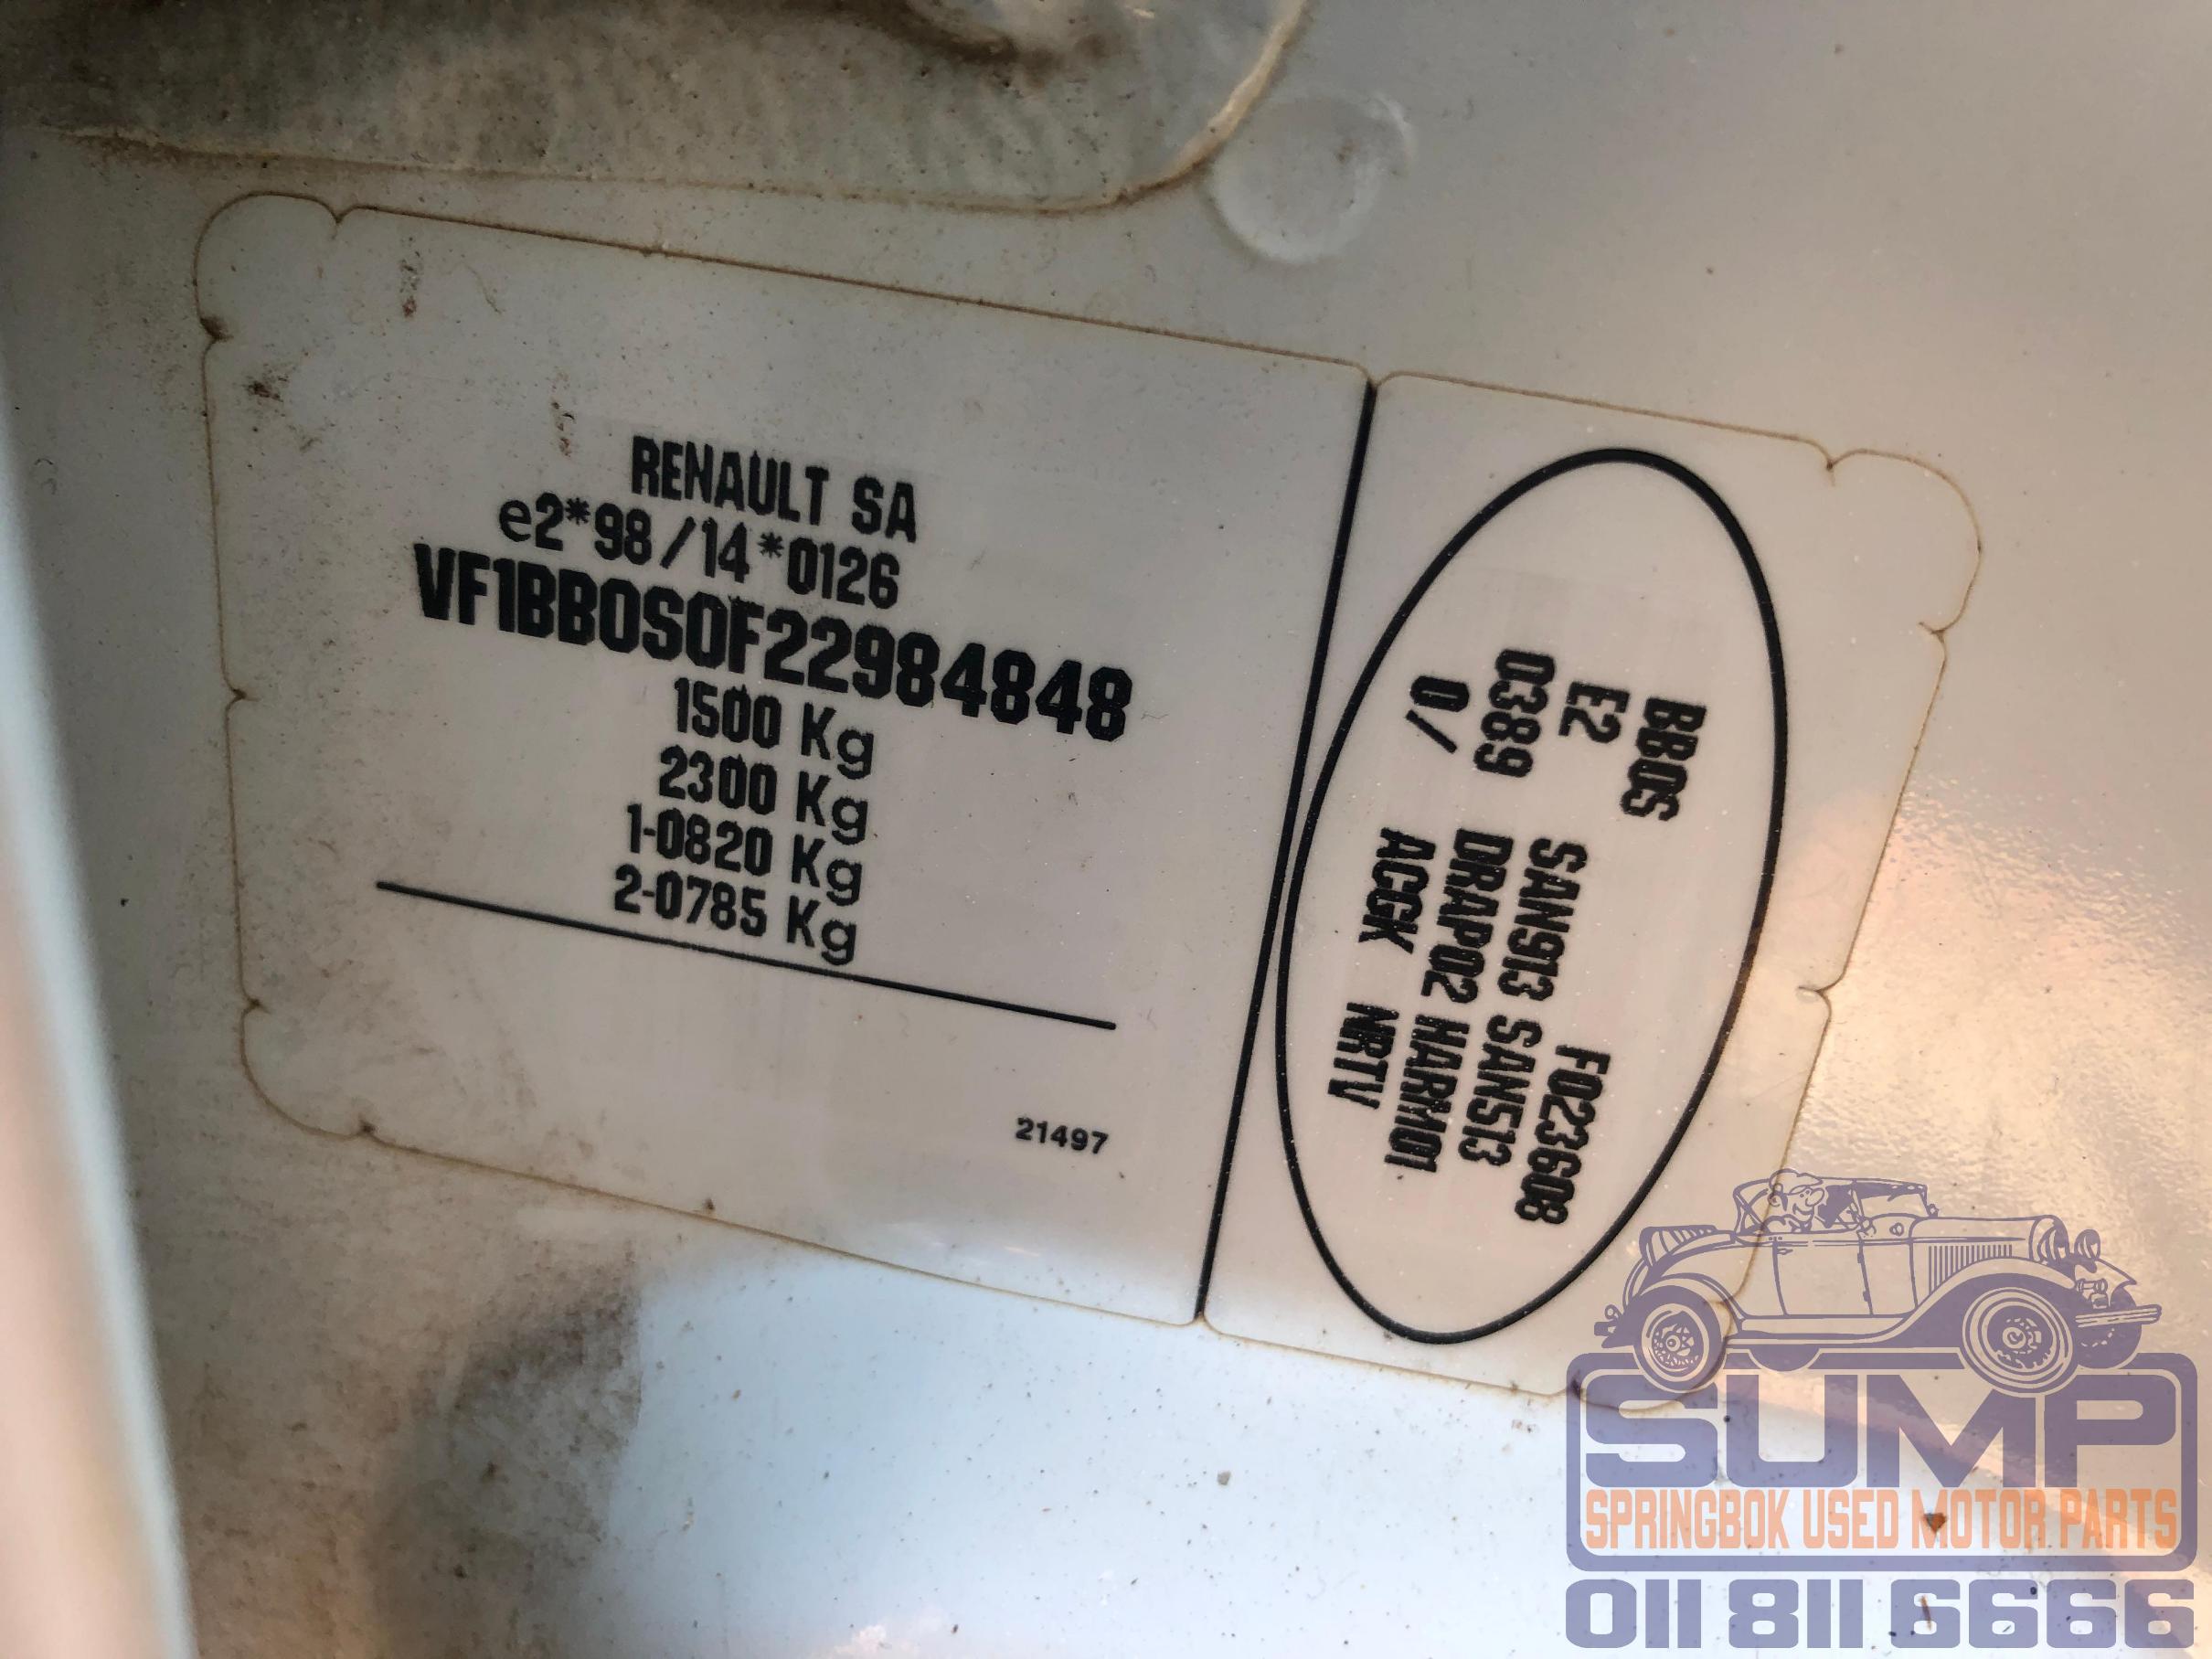 RENAULT SA
e2*98/14*0126
VF1BB0S0F22984848
1500 Kg
2300 Kg
1-0820 Kg
2-0785 Kg
21497
BB0S F023608
E2 SAN913 SAN513
0389 DRAP02 HARM01
0/ ACGK NRTV
SUMP
SPRINGBOK USED MOTOR PARTS
011 811 6666